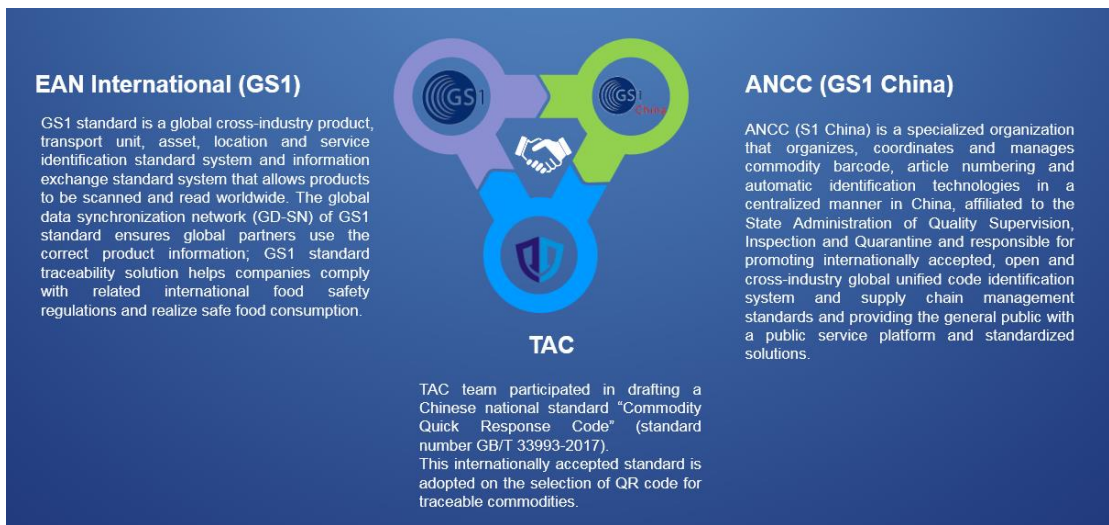 EAN International (GS1)
GS1 standard is a global cross-industry product,
transport unit, asset, location and service
identification standard system and information
exchange standard system that allows products
to be scanned and read worldwide. The global
data synchronization network (GD-SN) of GS1
standard ensures global partners use the
correct product information; GS1 standard
traceability solution helps companies comply
with related international food safety
regulations and realize safe food consumption.
GS1
GS1
China
TAC
TAC team participated in drafting a
Chinese national standard “Commodity
Quick Response Code” (standard
number GB/T 33993-2017).
This internationally accepted standard is
adopted on the selection of QR code for
traceable commodities.
ANCC (GS1 China)
ANCC (S1 China) is a specialized organization
that organizes, coordinates and manages
commodity barcode, article numbering and
automatic identification technologies in a
centralized manner in China, affiliated to the
State Administration of Quality Supervision,
Inspection and Quarantine and responsible for
promoting internationally accepted, open and
cross-industry global unified code identification
system and supply chain management
standards and providing the general public with
a public service platform and standardized
solutions.